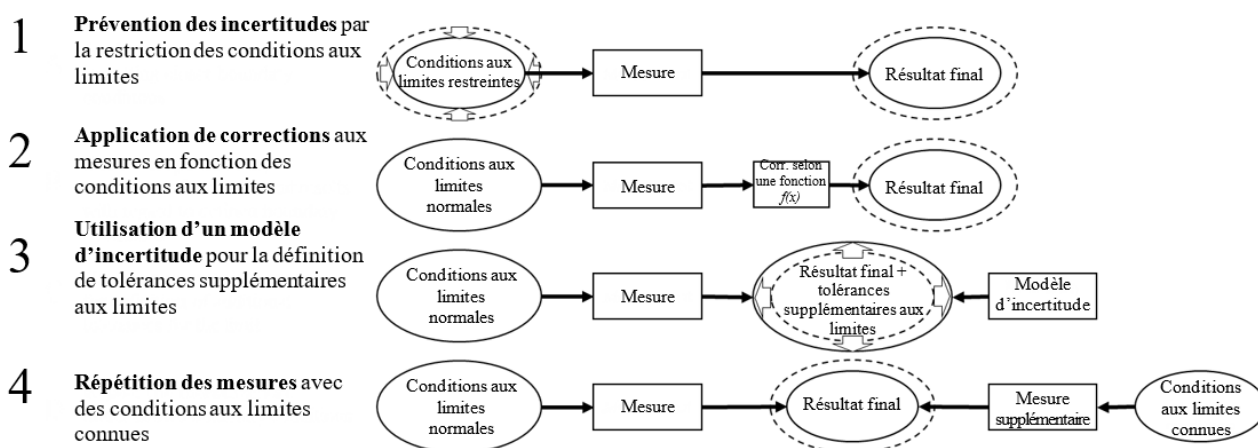 1
Prévention des incertitudes par
la restriction des conditions aux
limites
Conditions aux
limites restreintes
Mesure
Résultat final
2
Application de corrections aux
mesures en fonction des
conditions aux limites
Conditions aux
limites
normales
Mesure
Corr. selon
une fonction
f(x)
Résultat final
3
Utilisation d’un modèle
d’incertitude pour la définition
de tolérances supplémentaires
aux limites
Conditions aux
limites
normales
Mesure
Résultat final +
tolérances
supplémentaires aux
limites
Modèle
d’incertitude
4
Répétition des mesures avec
des conditions aux limites
connues
Conditions aux
limites
normales
Mesure
Résultat final
Mesure
supplémentaire
Conditions
aux limites
connues